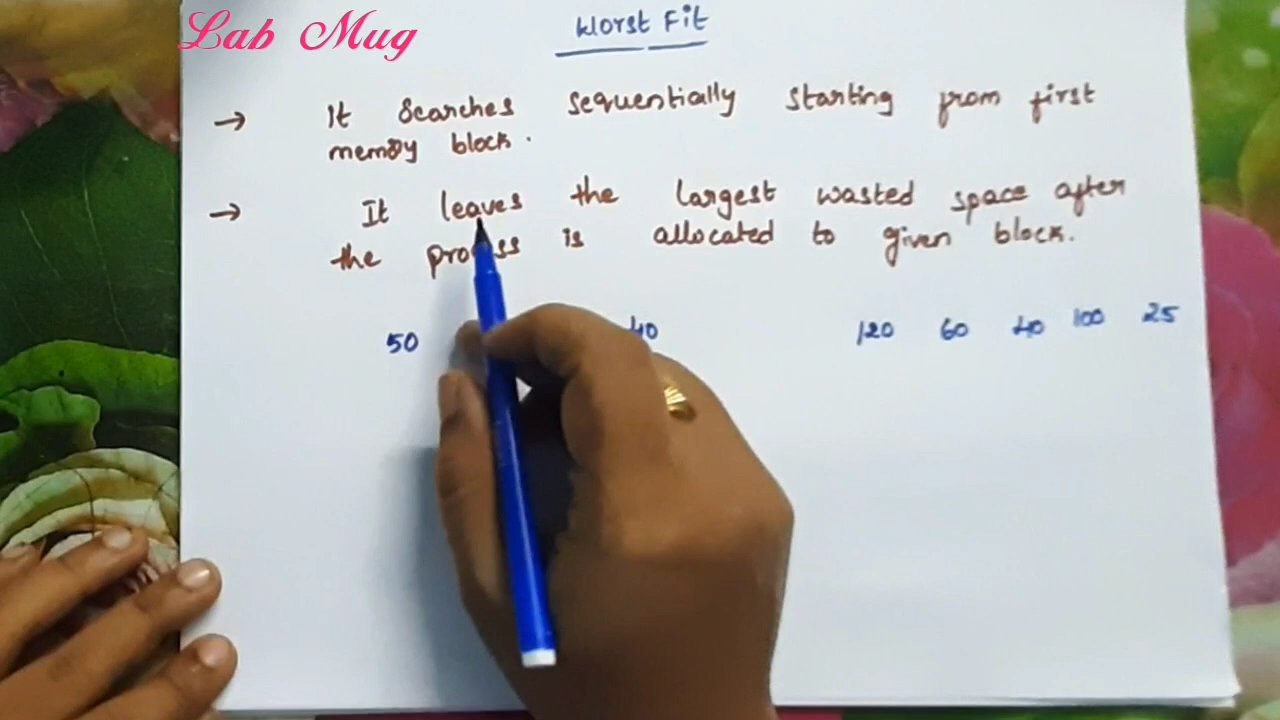 Lab Mug
Worst Fit
→ It Searches sequentially starting from first
memory block.
→ It leaves the largest wasted space after
the process is allocated to given block.
50 40 120 60 40 100 25